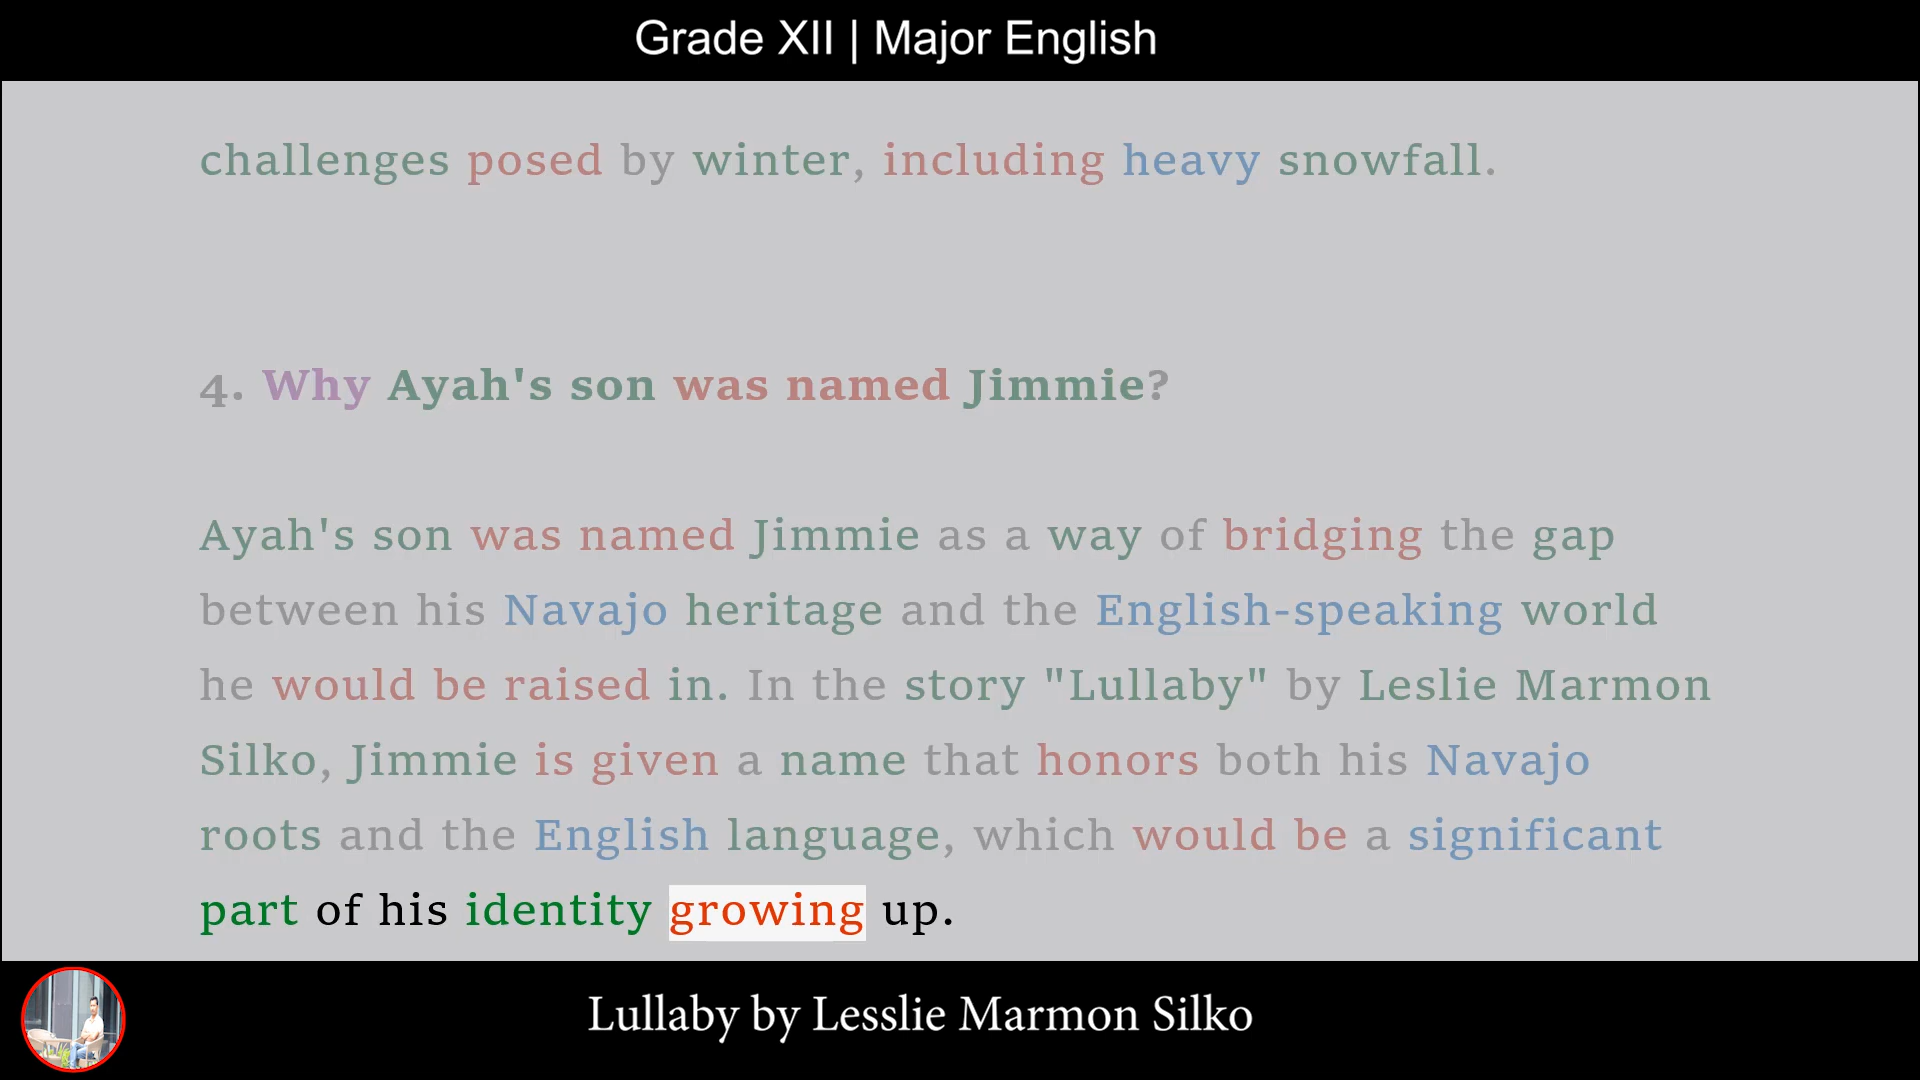 Grade XII | Major English
challenges posed by winter, including heavy snowfall.
4. Why Ayah's son was named Jimmie?
Ayah's son was named Jimmie as a way of bridging the gap
between his Navajo heritage and the English-speaking world
he would be raised in. In the story "Lullaby" by Leslie Marmon
Silko, Jimmie is given a name that honors both his Navajo
roots and the English language, which would be a significant
part of his identity growing up.
Lullaby by Lesslie Marmon Silko